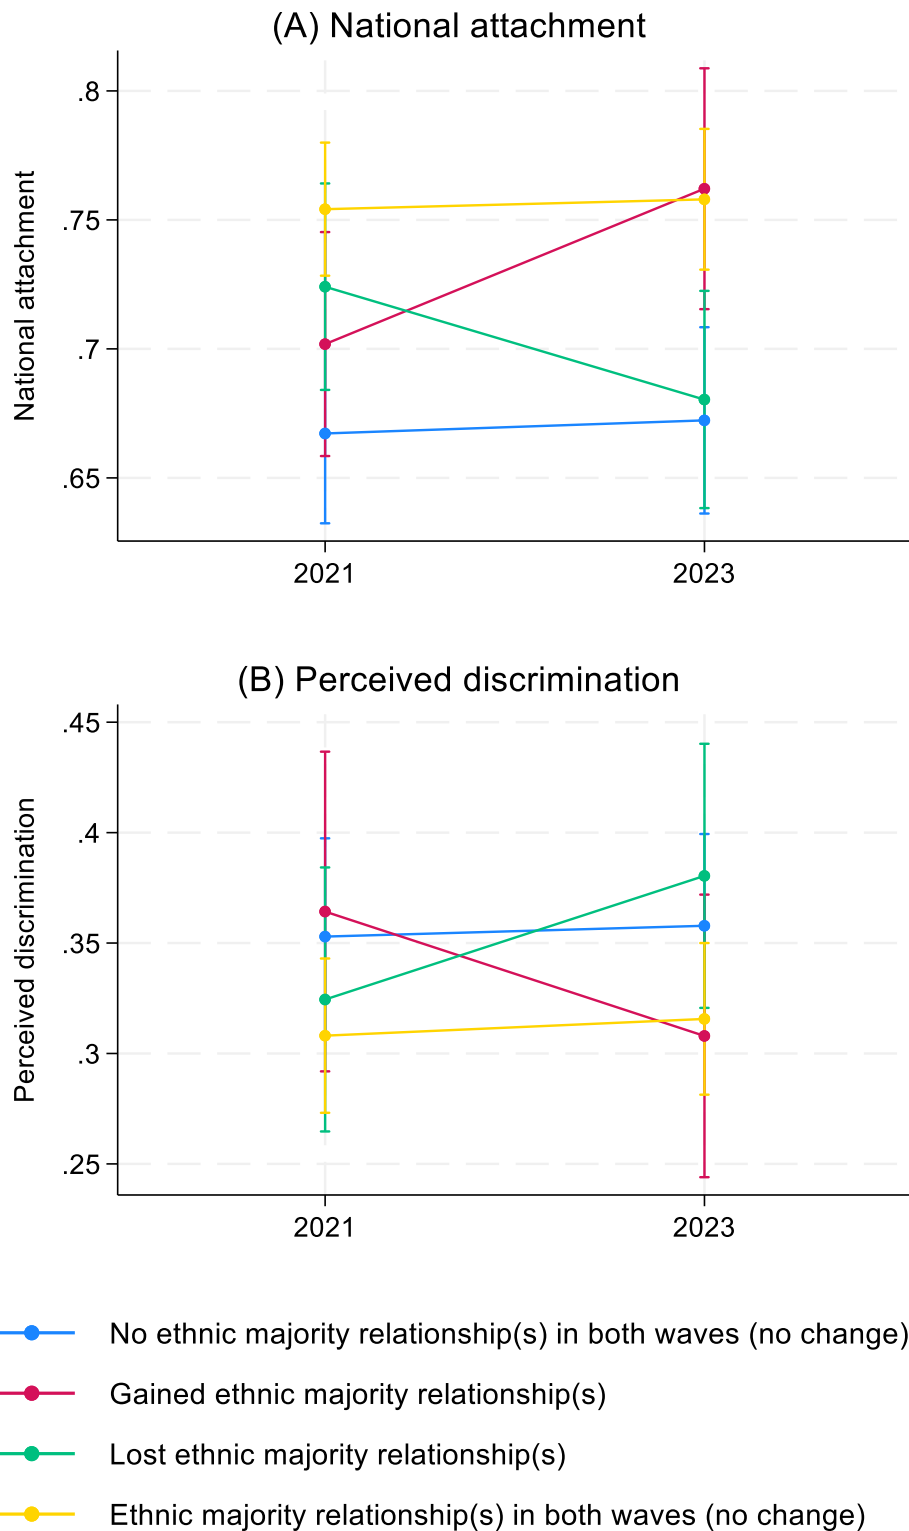 (A) National attachment
National attachment
.8
.75
.7
.65
2021 2023
(B) Perceived discrimination
Perceived discrimination
.45
.4
.35
.3
.25
2021 2023
No ethnic majority relationship(s) in both waves (no change)
Gained ethnic majority relationship(s)
Lost ethnic majority relationship(s)
Ethnic majority relationship(s) in both waves (no change)